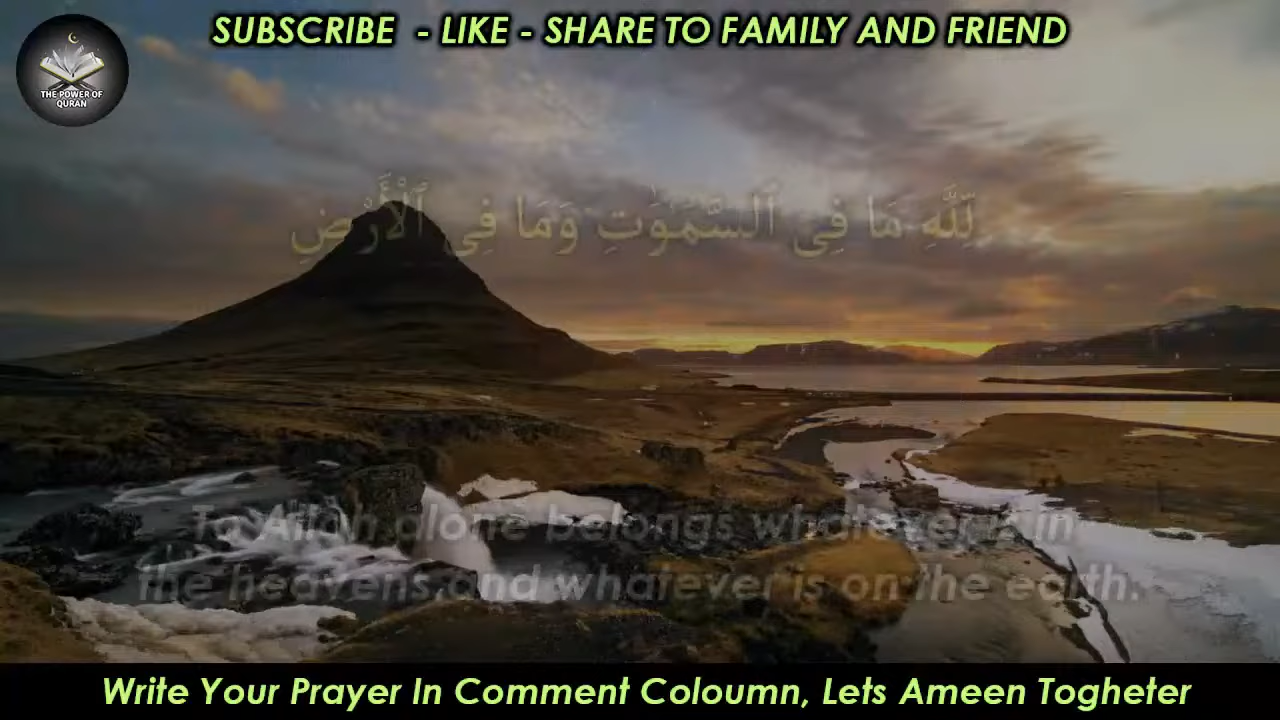 SUBSCRIBE - LIKE - SHARE TO FAMILY AND FRIEND
THE POWER OF
QURAN
لِّلَّهِ مَا فِى ٱلسَّمَٰوَٰتِ وَمَا فِى ٱلْأَرْضِ
To Allah alone belongs whatever is in
the heavens and whatever is on the earth.
Write Your Prayer In Comment Coloumn, Lets Ameen Togheter